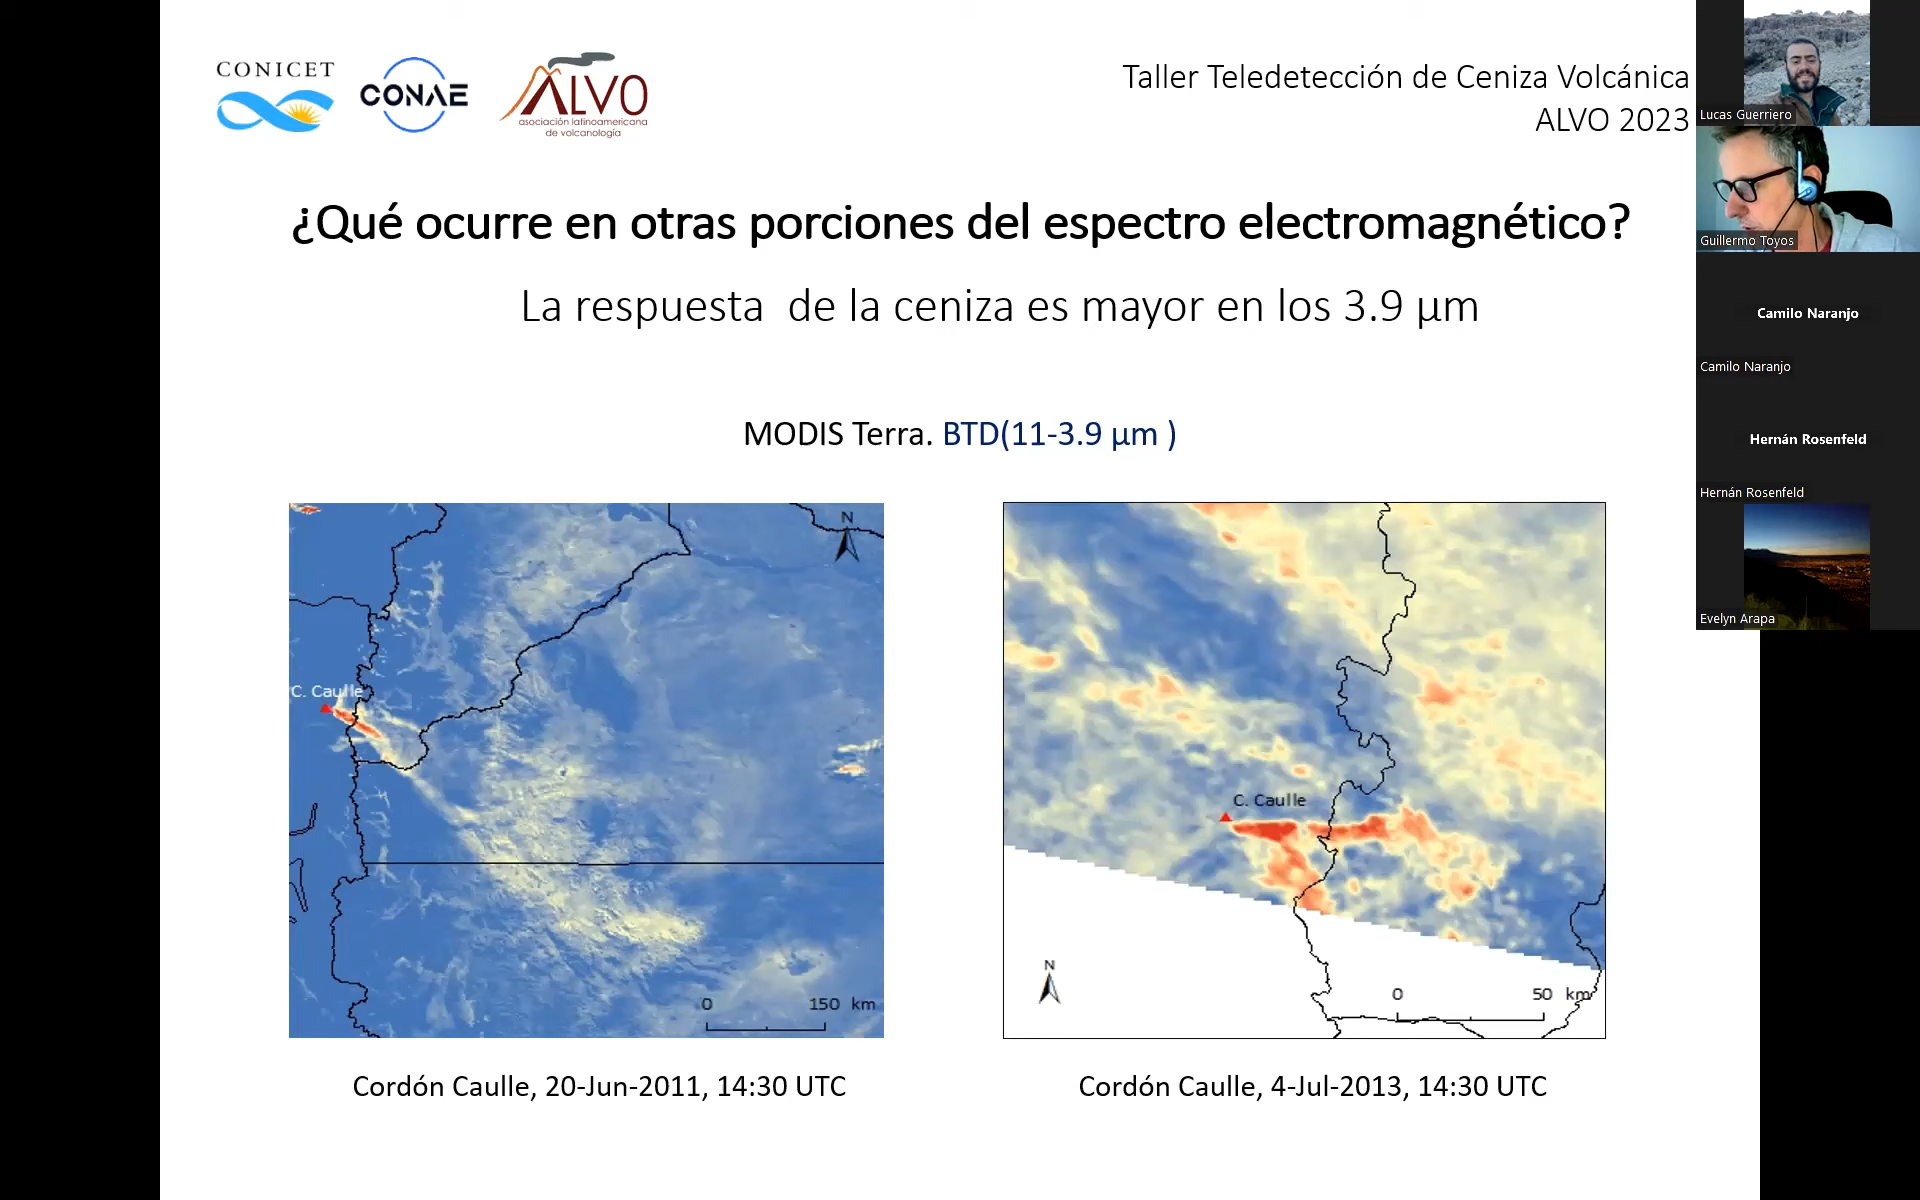 CONICET
CONAE
ALVO
asociación latinoamericana
de volcanología
Taller Teledetección de Ceniza Volcánica
ALVO 2023
¿Qué ocurre en otras porciones del espectro electromagnético?
La respuesta  de la ceniza es mayor en los 3.9 µm
MODIS Terra. BTD(11-3.9 µm )
N
C. Caulle
0 150 km
Cordón Caulle, 20-Jun-2011, 14:30 UTC
C. Caulle
N
0 50 km
Cordón Caulle, 4-Jul-2013, 14:30 UTC
Lucas Guerriero
Guillermo Toyos
Camilo Naranjo
Camilo Naranjo
Hernán Rosenfeld
Hernán Rosenfeld
Evelyn Arapa